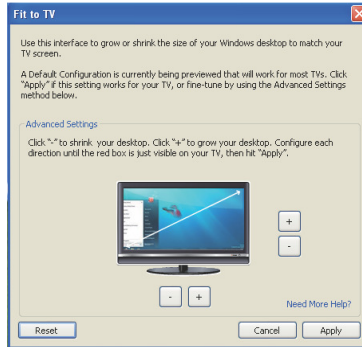 Fit to TV
Use this interface to grow or shrink the size of your Windows desktop to match your
TV screen.
A Default Configuration is currently being previewed that will work for most TVs. Click
"Apply" if this setting works for your TV, or fine-tune by using the Advanced Settings
method below.
Advanced Settings
Click "-" to shrink your desktop. Click "+" to grow your desktop. Configure each
direction until the red box is just visible on your TV, then hit "Apply".
+
-
- +
Need More Help?
Reset Cancel Apply